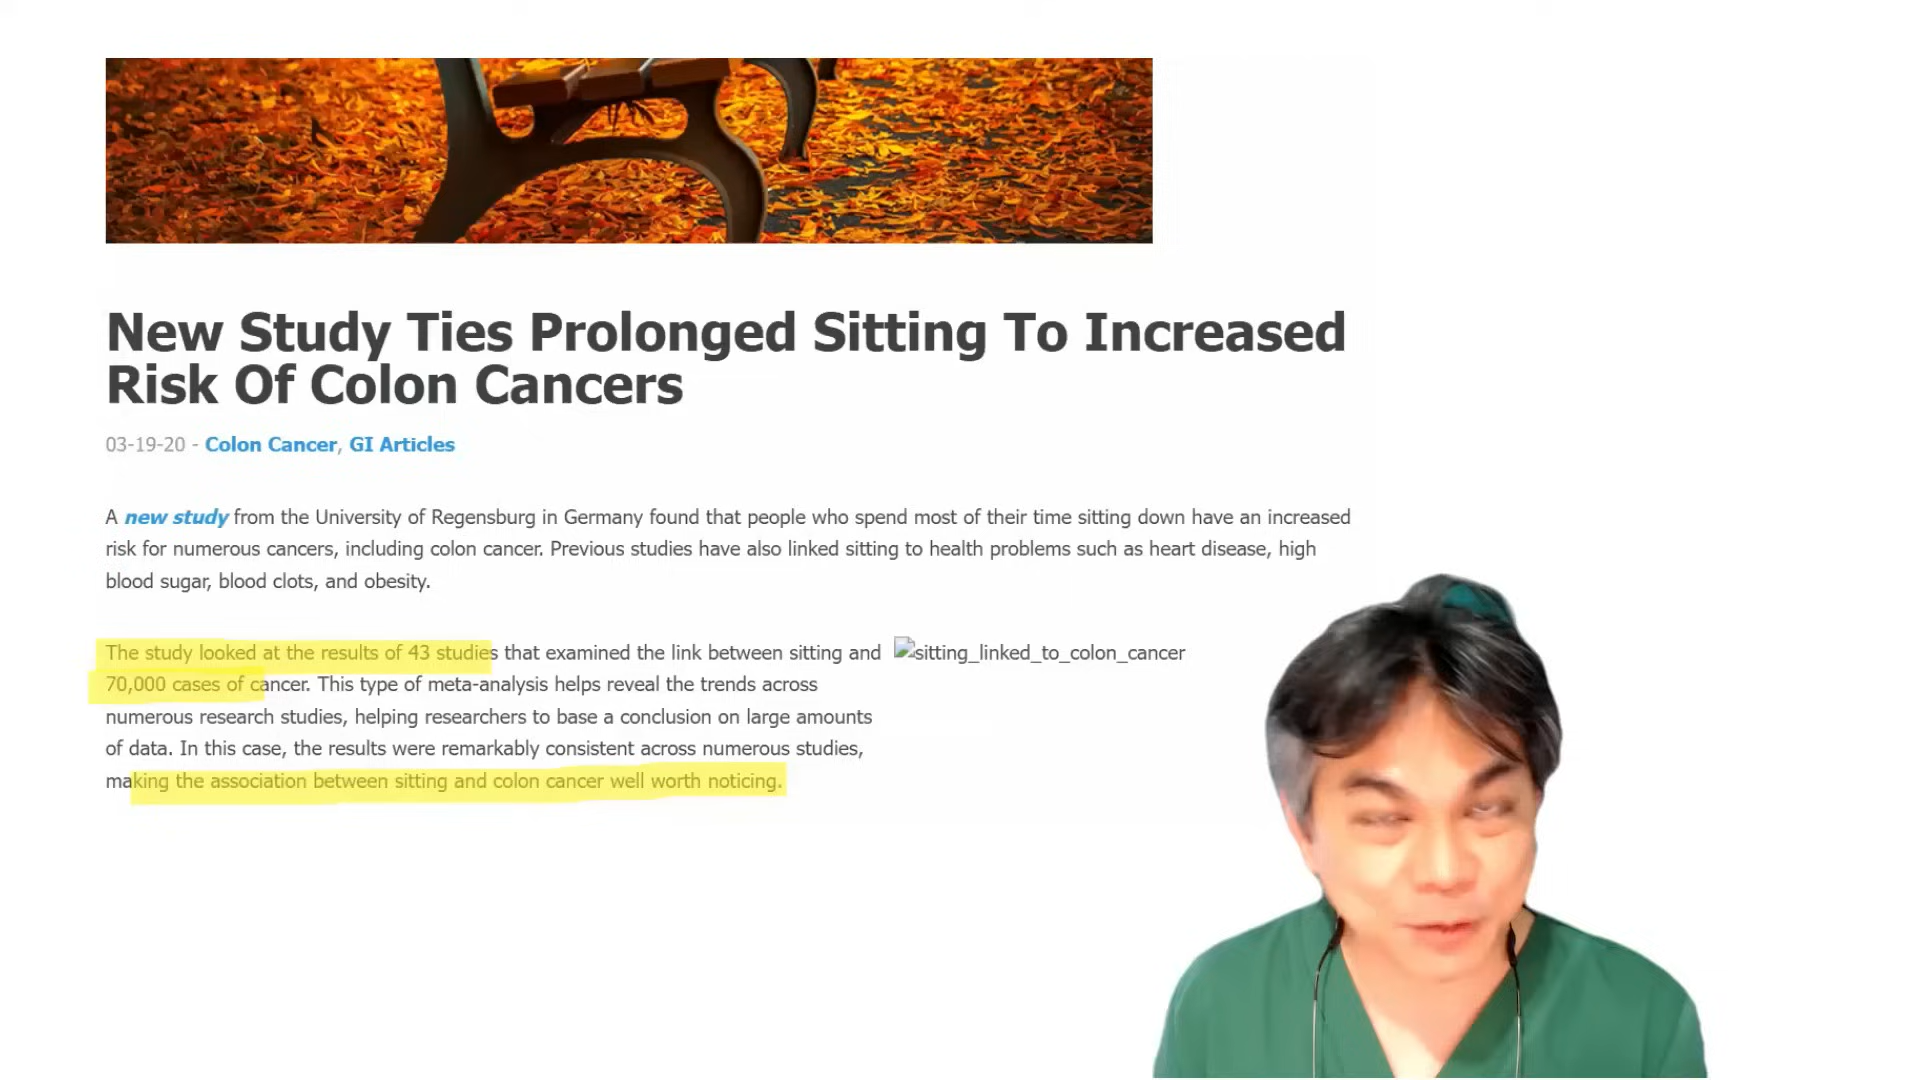 New Study Ties Prolonged Sitting To Increased
Risk Of Colon Cancers
03-19-20 - Colon Cancer, GI Articles
A new study from the University of Regensburg in Germany found that people who spend most of their time sitting down have an increased
risk for numerous cancers, including colon cancer. Previous studies have also linked sitting to health problems such as heart disease, high
blood sugar, blood clots, and obesity.
The study looked at the results of 43 studies that examined the link between sitting and
70,000 cases of cancer. This type of meta-analysis helps reveal the trends across
numerous research studies, helping researchers to base a conclusion on large amounts
of data. In this case, the results were remarkably consistent across numerous studies,
making the association between sitting and colon cancer well worth noticing.
sitting_linked_to_colon_cancer